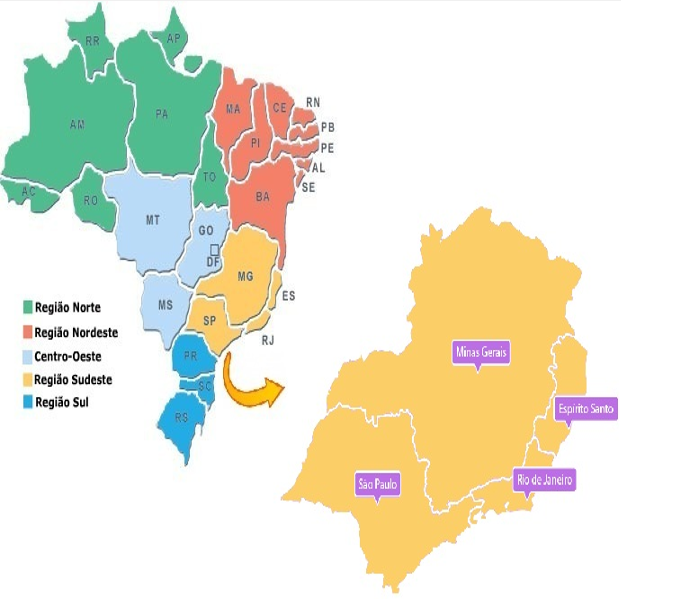 RR
AP
AM
PA
MA
CE
RN
PB
PI
PE
AL
TO
SE
AC
RO
BA
MT
GO
DF
MG
MS
ES
SP
RJ
PR
SC
RS
Região Norte
Região Nordeste
Centro-Oeste
Região Sudeste
Região Sul
Minas Gerais
Espírito Santo
São Paulo
Rio de Janeiro